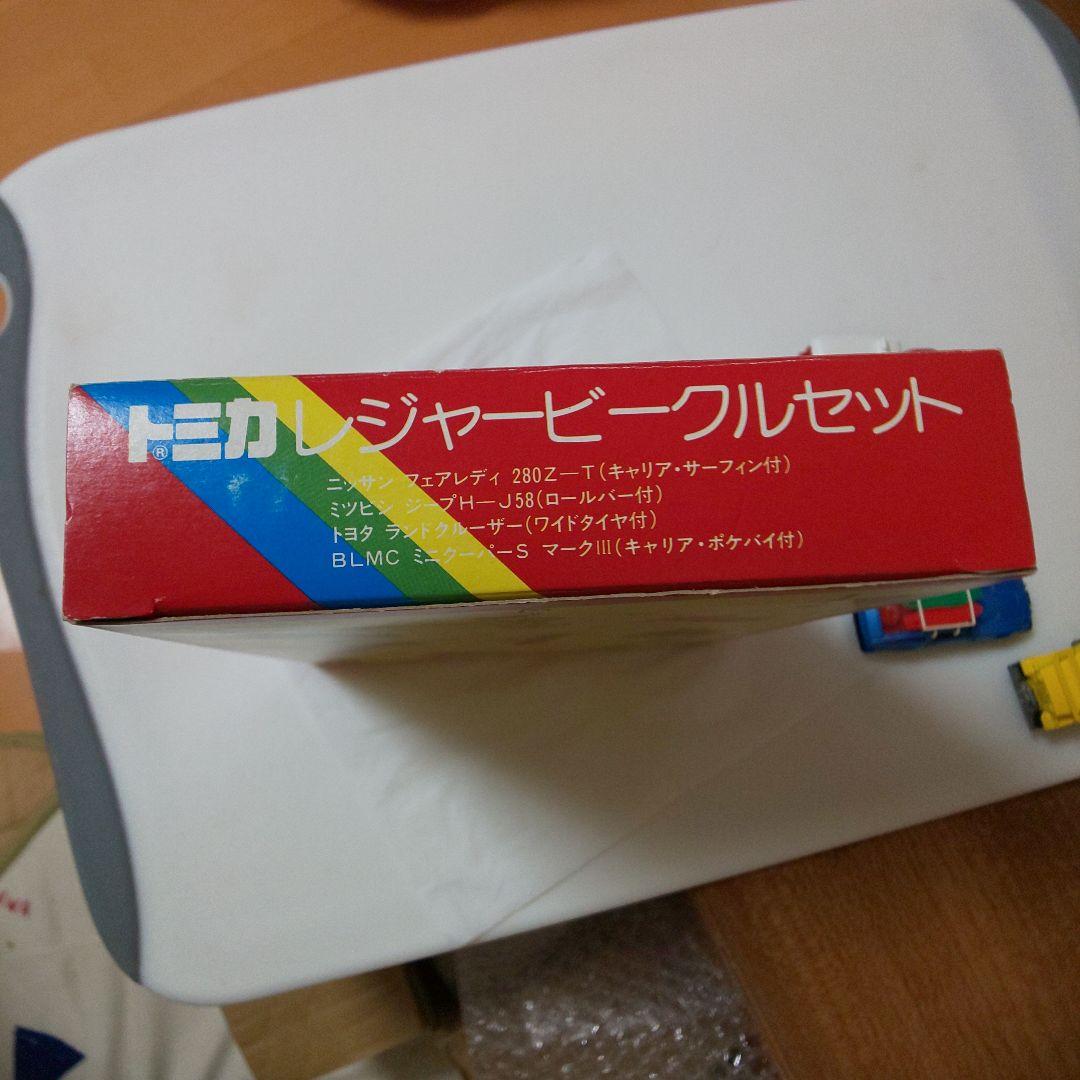 トミカ® レジャービークルセット
ニッサン フェアレディ 280Z-T(キャリア・サーフィン付)
ミツビシ ジープH-J58(ロールバー付)
トヨタ ランドクルーザー(ワイドタイヤ付)
BLMC ミニクーパーS マークIII(キャリア・ポケバイ付)